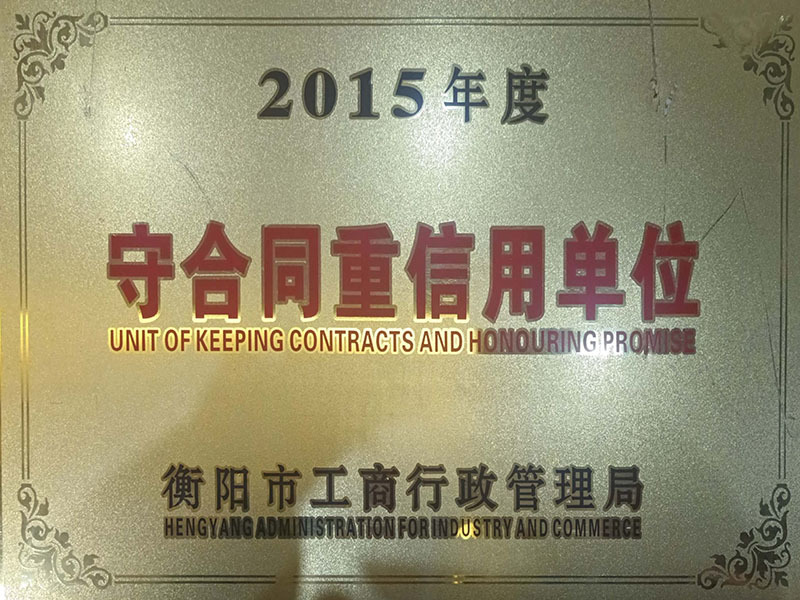 2015年度
守合同重信用单位
UNIT OF KEEPING CONTRACTS AND HONOURING PROMISE
衡阳市工商行政管理局
HENGYANG ADMINISTRATION FOR INDUSTRY AND COMMERCE